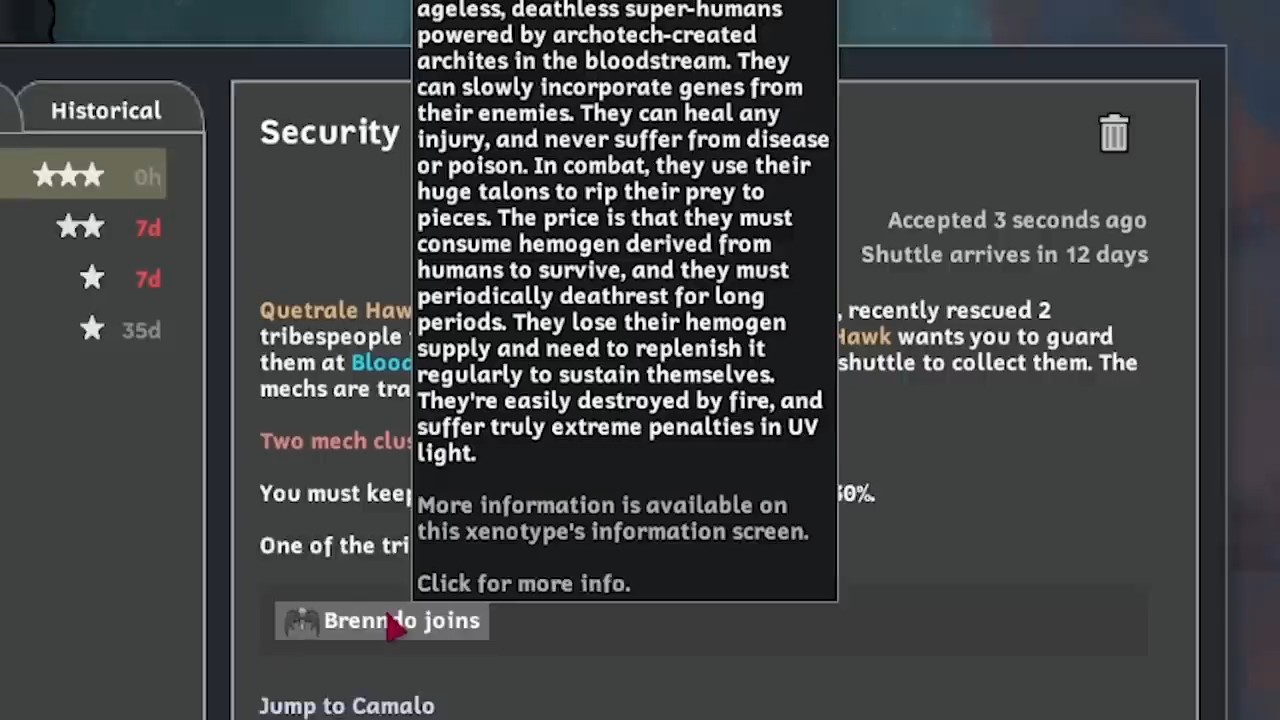 Historical
0h
7d
7d
35d
Security
ageless, deathless super-humans
powered by archotech-created
archites in the bloodstream. They
can slowly incorporate genes from
their enemies. They can heal any
injury, and never suffer from disease
or poison. In combat, they use their
huge talons to rip their prey to
pieces. The price is that they must
consume hemogen derived from
humans to survive, and they must
periodically deathrest for long
periods. They lose their hemogen
supply and need to replenish it
regularly to sustain themselves.
They're easily destroyed by fire, and
suffer truly extreme penalties in UV
light.
More information is available on
this xenotype's information screen.
Click for more info.
Accepted 3 seconds ago
Shuttle arrives in 12 days
Quetrale Haw , recently rescued 2
tribespeople Hawk wants you to guard
them at Blood shuttle to collect them. The
mechs are tra
Two mech clus
You must keep 50%.
One of the tri
Brenndo joins
Jump to Camalo